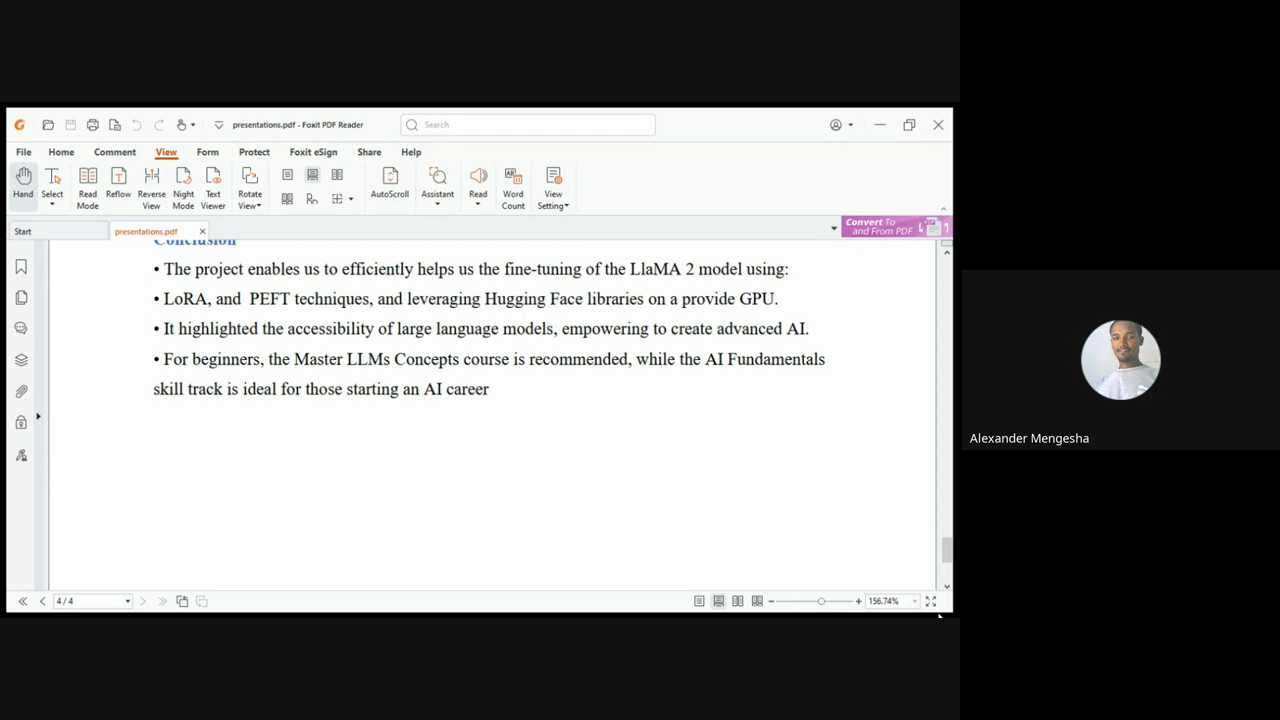 presentations.pdf - Foxit PDF Reader
Search
File Home Comment View Form Protect Foxit eSign Share Help
Hand Select Read Mode Reflow Reverse View Night Mode Text Viewer Rotate View AutoScroll Assistant Read Word Count View Setting
Start presentations.pdf
Convert To and From PDF
Conclusion
• The project enables us to efficiently helps us the fine-tuning of the LlaMA 2 model using:
• LoRA, and PEFT techniques, and leveraging Hugging Face libraries on a provide GPU.
• It highlighted the accessibility of large language models, empowering to create advanced AI.
• For beginners, the Master LLMs Concepts course is recommended, while the AI Fundamentals
skill track is ideal for those starting an AI career
4 / 4
156.74%
Alexander Mengesha